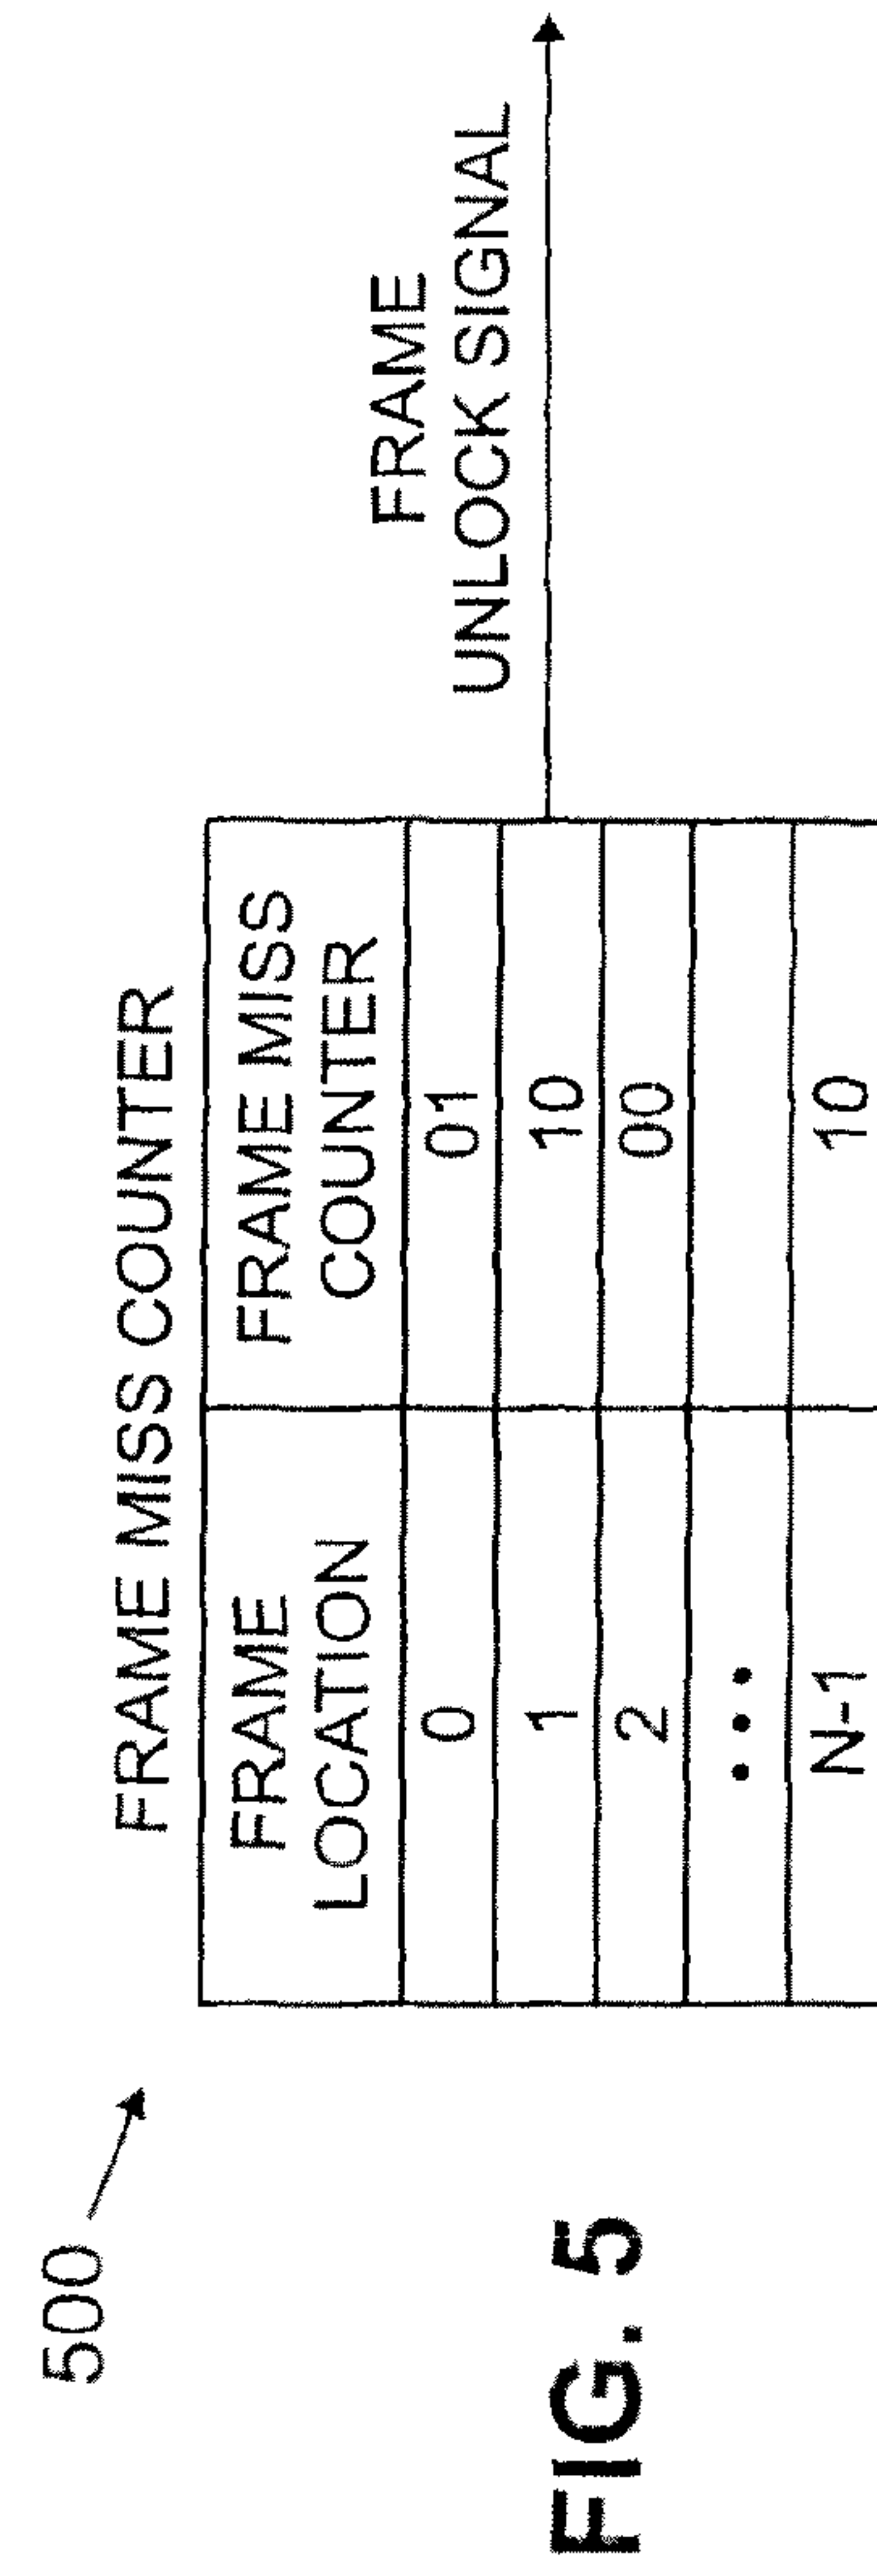 500
FRAME MISS COUNTER
FRAME
LOCATION
FRAME MISS
COUNTER
0
01
1
10
2
00
•••
N-1
10
FRAME
UNLOCK SIGNAL
FIG. 5